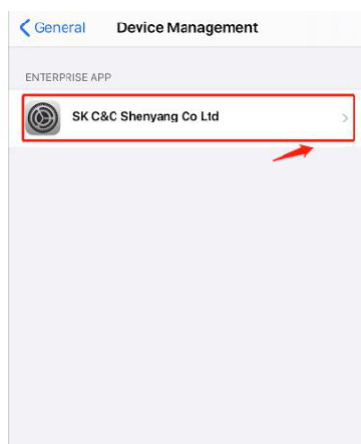 General Device Management
ENTERPRISE APP
SK C&C Shenyang Co Ltd